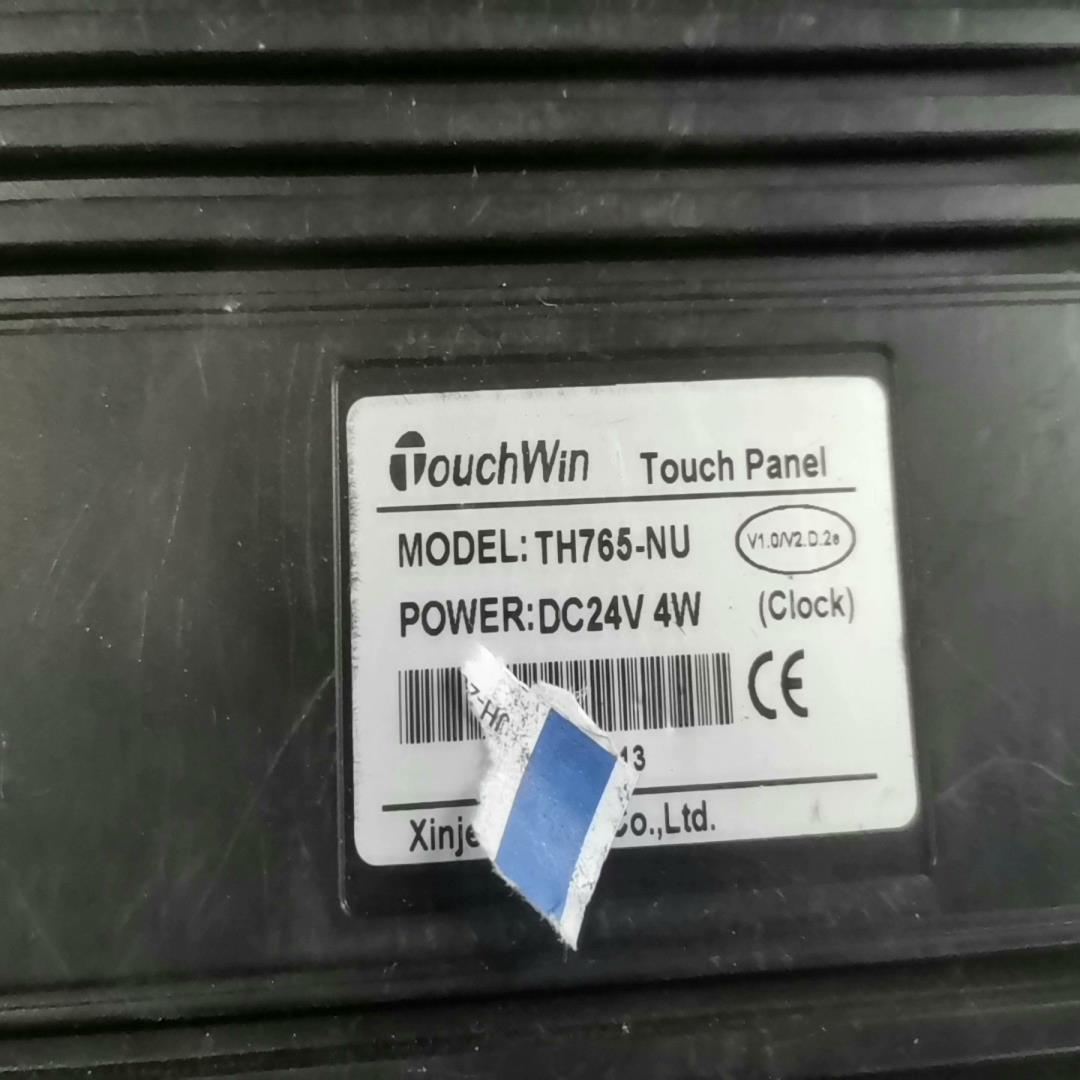 TouchWin Touch Panel
MODEL: TH765-NU V1.0/V2.D.2e
POWER: DC24V 4W (Clock)
CE
13
Co.,Ltd.